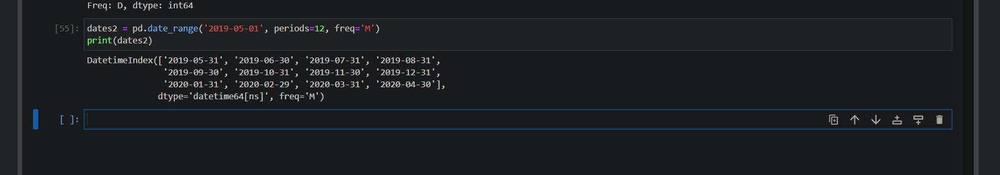 Freq: D, dtype: int64
[55]: dates2 = pd.date_range('2019-05-01', periods=12, freq='M')
print(dates2)
DatetimeIndex(['2019-05-31', '2019-06-30', '2019-07-31', '2019-08-31',
'2019-09-30', '2019-10-31', '2019-11-30', '2019-12-31',
'2020-01-31', '2020-02-29', '2020-03-31', '2020-04-30'],
dtype='datetime64[ns]', freq='M')
[ ]: